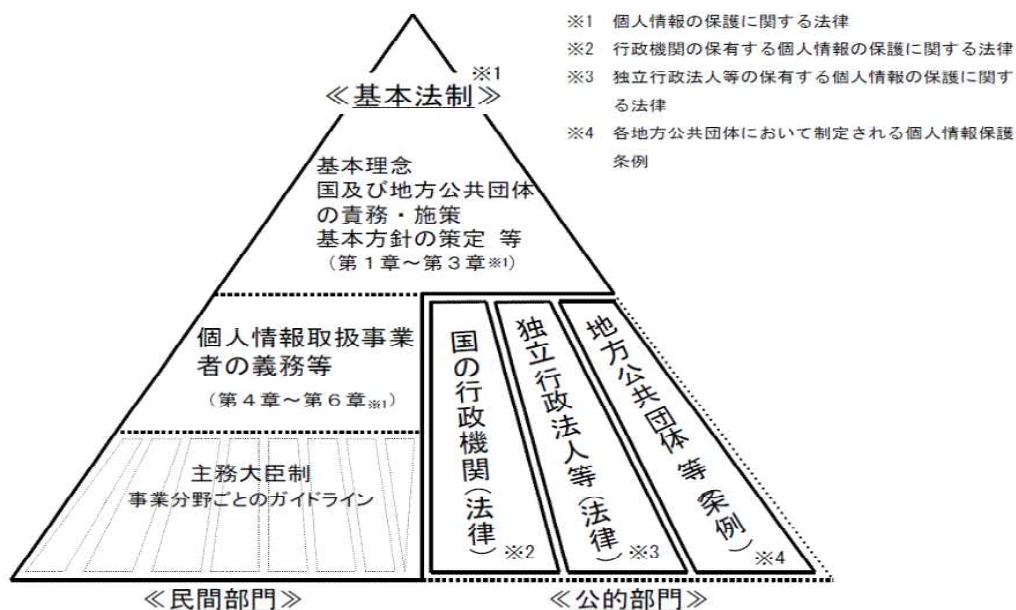 ※1 個人情報の保護に関する法律
※2 行政機関の保有する個人情報の保護に関する法律
※3 独立行政法人等の保有する個人情報の保護に関す
る法律
※4 各地方公共団体において制定される個人情報保護
条例
※1
≪基本法制≫
基本理念
国及び地方公共団体
の責務・施策
基本方針の策定 等
(第1章~第3章※1)
個人情報取扱事業
者の義務等
(第4章~第6章※1)
主務大臣制
事業分野ごとのガイドライン
国の行政機関(法律)※2
独立行政法人等(法律)※3
地方公共団体 等(条例)※4
≪民間部門≫
≪公的部門≫